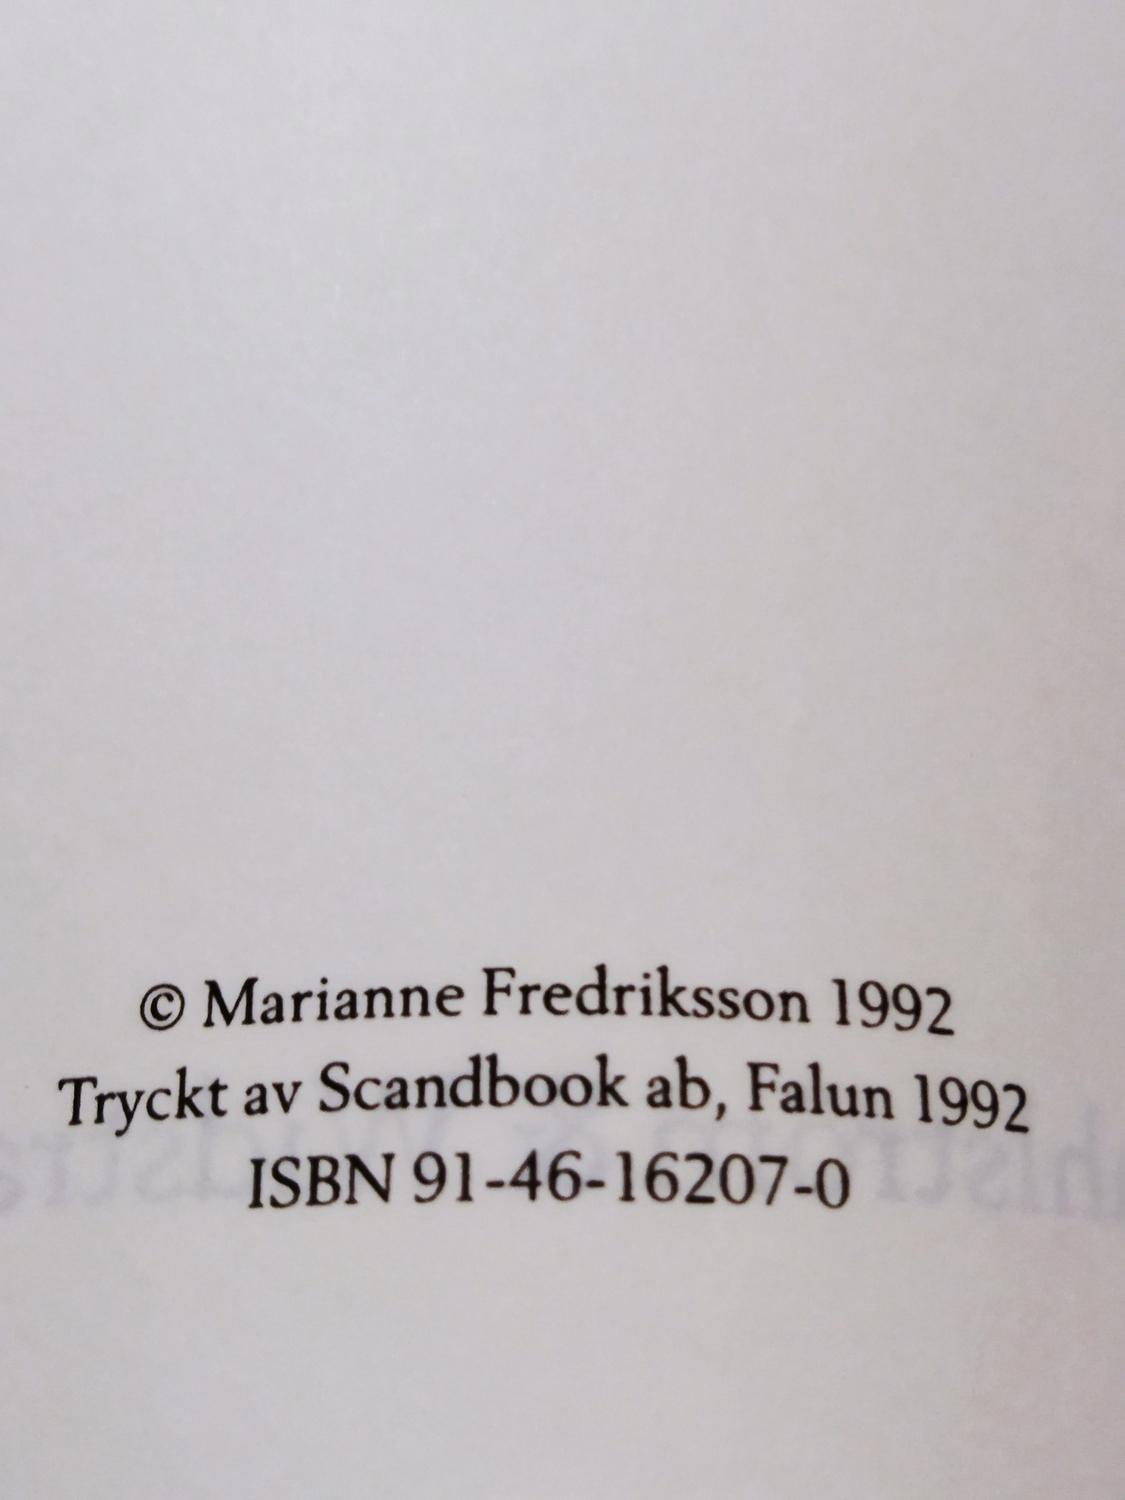 © Marianne Fredriksson 1992
Tryckt av Scandbook ab, Falun 1992
ISBN 91-46-16207-0